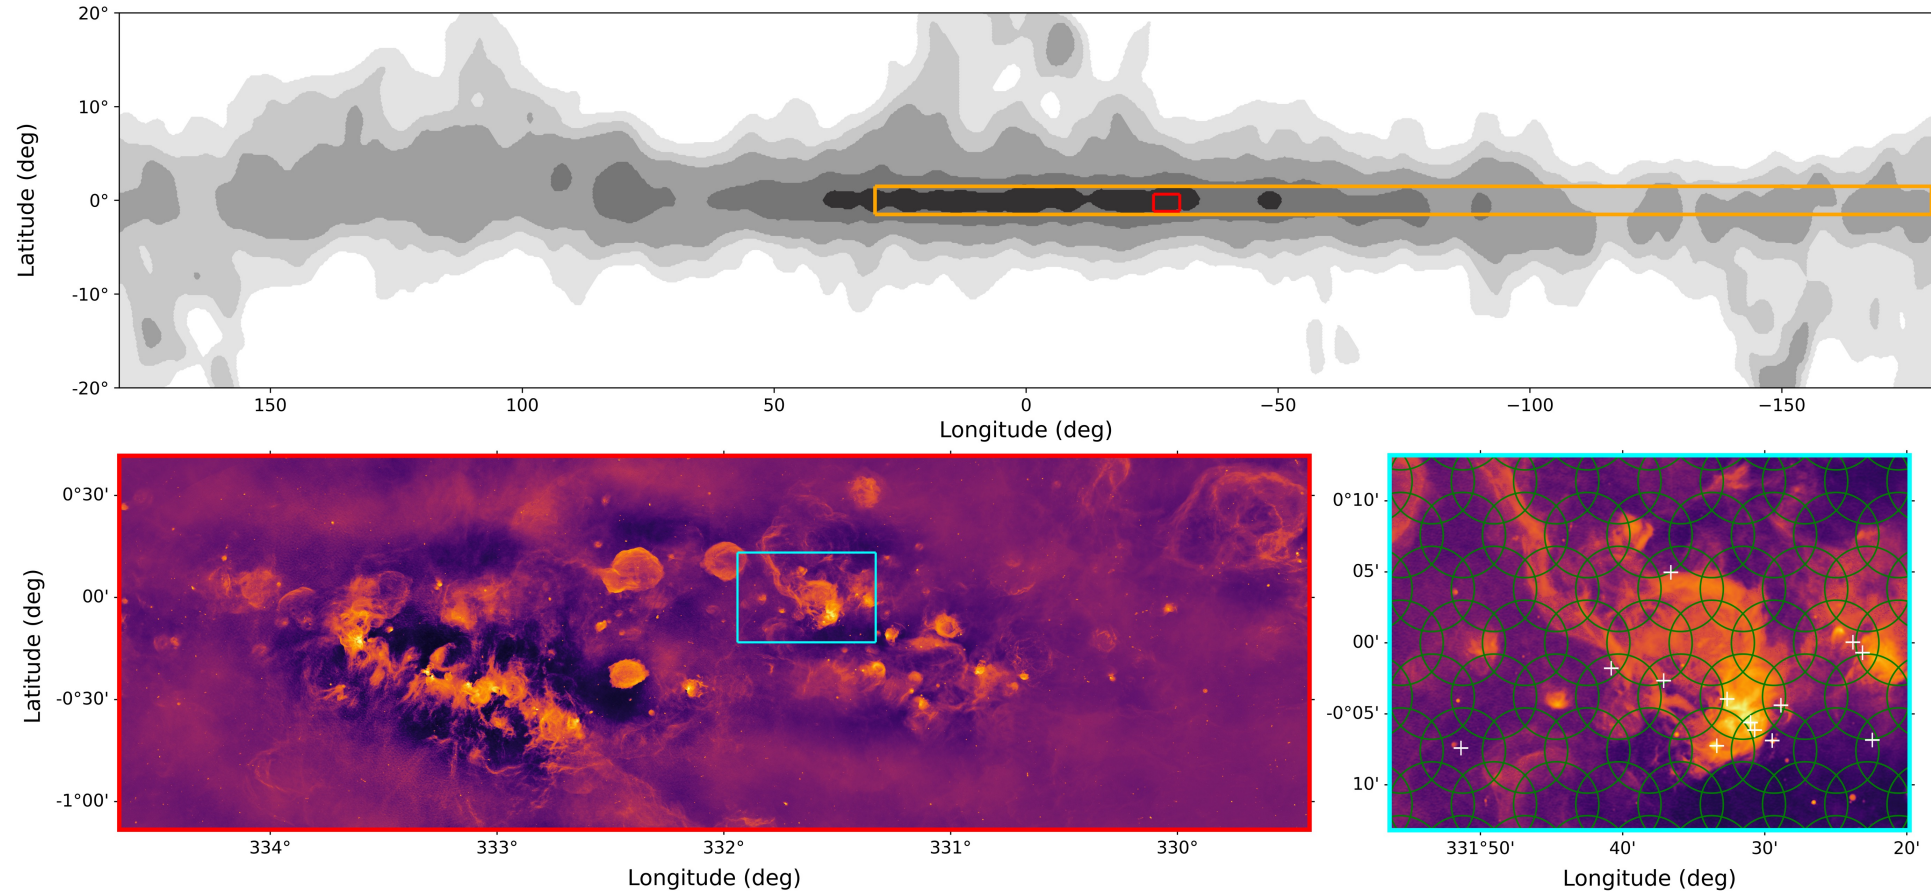 20°
10°
0°
-10°
-20°
Latitude (deg)
150 100 50 0 −50 −100 −150
Longitude (deg)
0°30'
00'
-0°30'
-1°00'
Latitude (deg)
334° 333° 332° 331° 330°
Longitude (deg)
0°10'
05'
00'
-0°05'
10'
331°50' 40' 30' 20'
Longitude (deg)